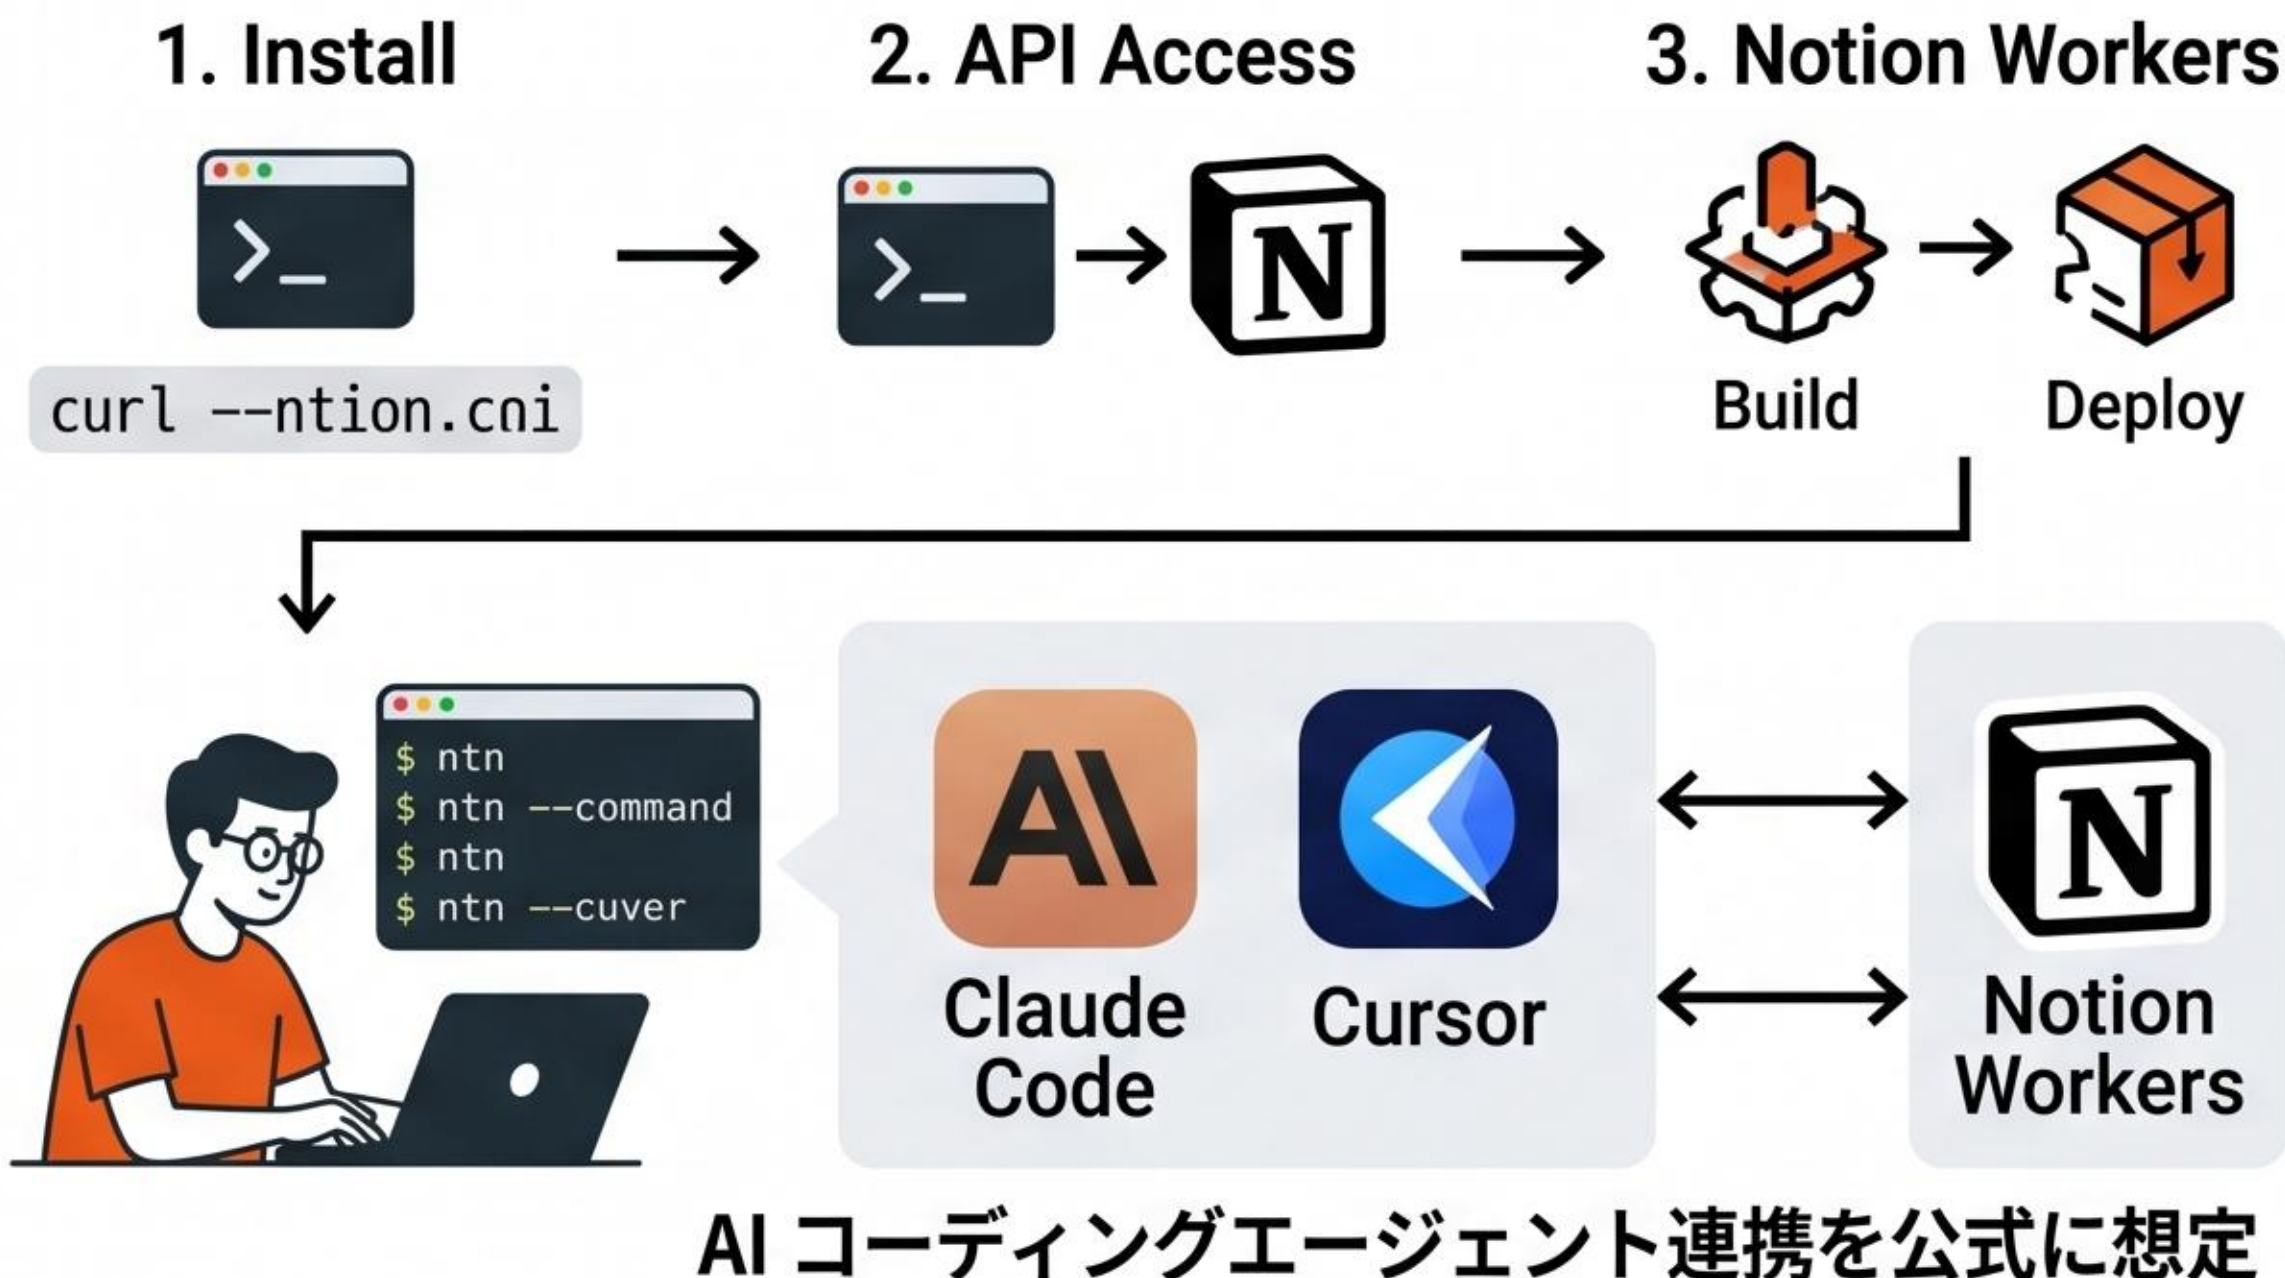 1. Install
2. API Access
3. Notion Workers
>_
>_
N
curl --ntion.cni
Build
Deploy
$ ntn
$ ntn --command
$ ntn
$ ntn --cuver
A\
Claude
Code
Cursor
N
Notion
Workers
AI コーディングエージェント連携を公式に想定